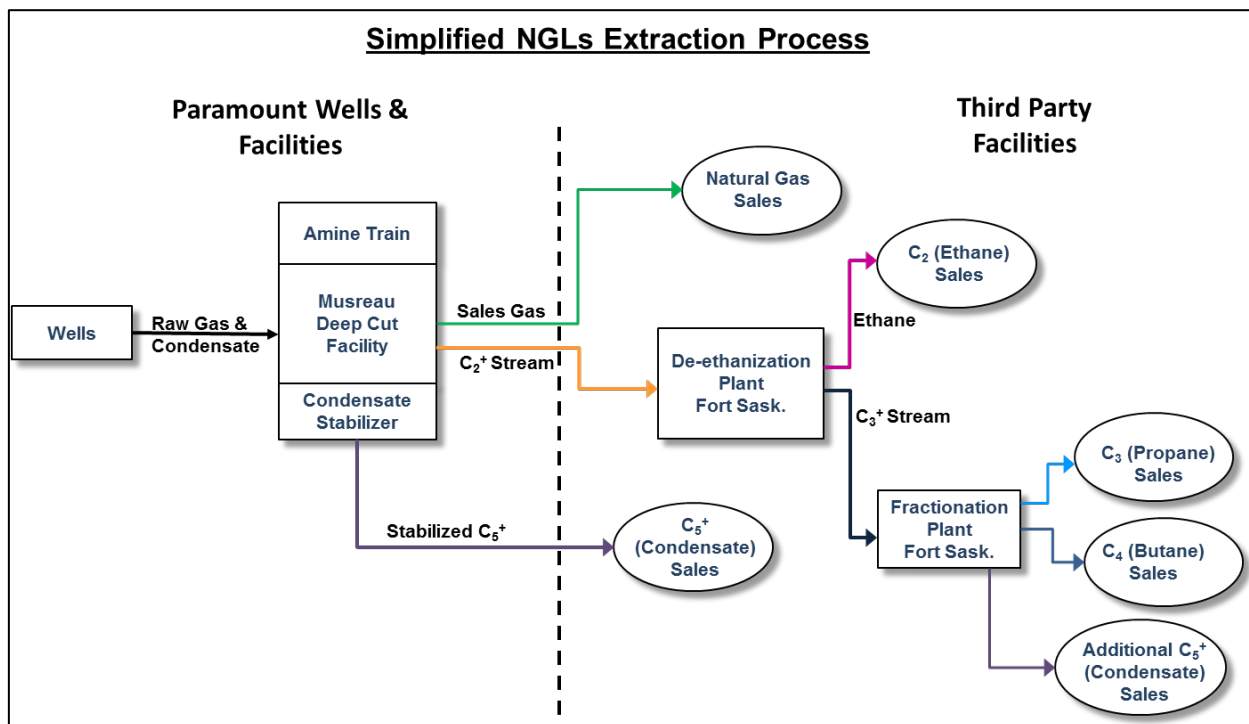 Simplified NGLs Extraction Process
Paramount Wells &
Facilities
Third Party
Facilities
Wells
Raw Gas &
Condensate
Amine Train
Musreau
Deep Cut
Facility
Condensate
Stabilizer
Sales Gas
C₂⁺ Stream
Stabilized C₅⁺
Natural Gas
Sales
De-ethanization
Plant
Fort Sask.
C₅⁺
(Condensate)
Sales
Ethane
C₃⁺ Stream
C₂ (Ethane)
Sales
Fractionation
Plant
Fort Sask.
C₃ (Propane)
Sales
C₄ (Butane)
Sales
Additional C₅⁺
(Condensate)
Sales